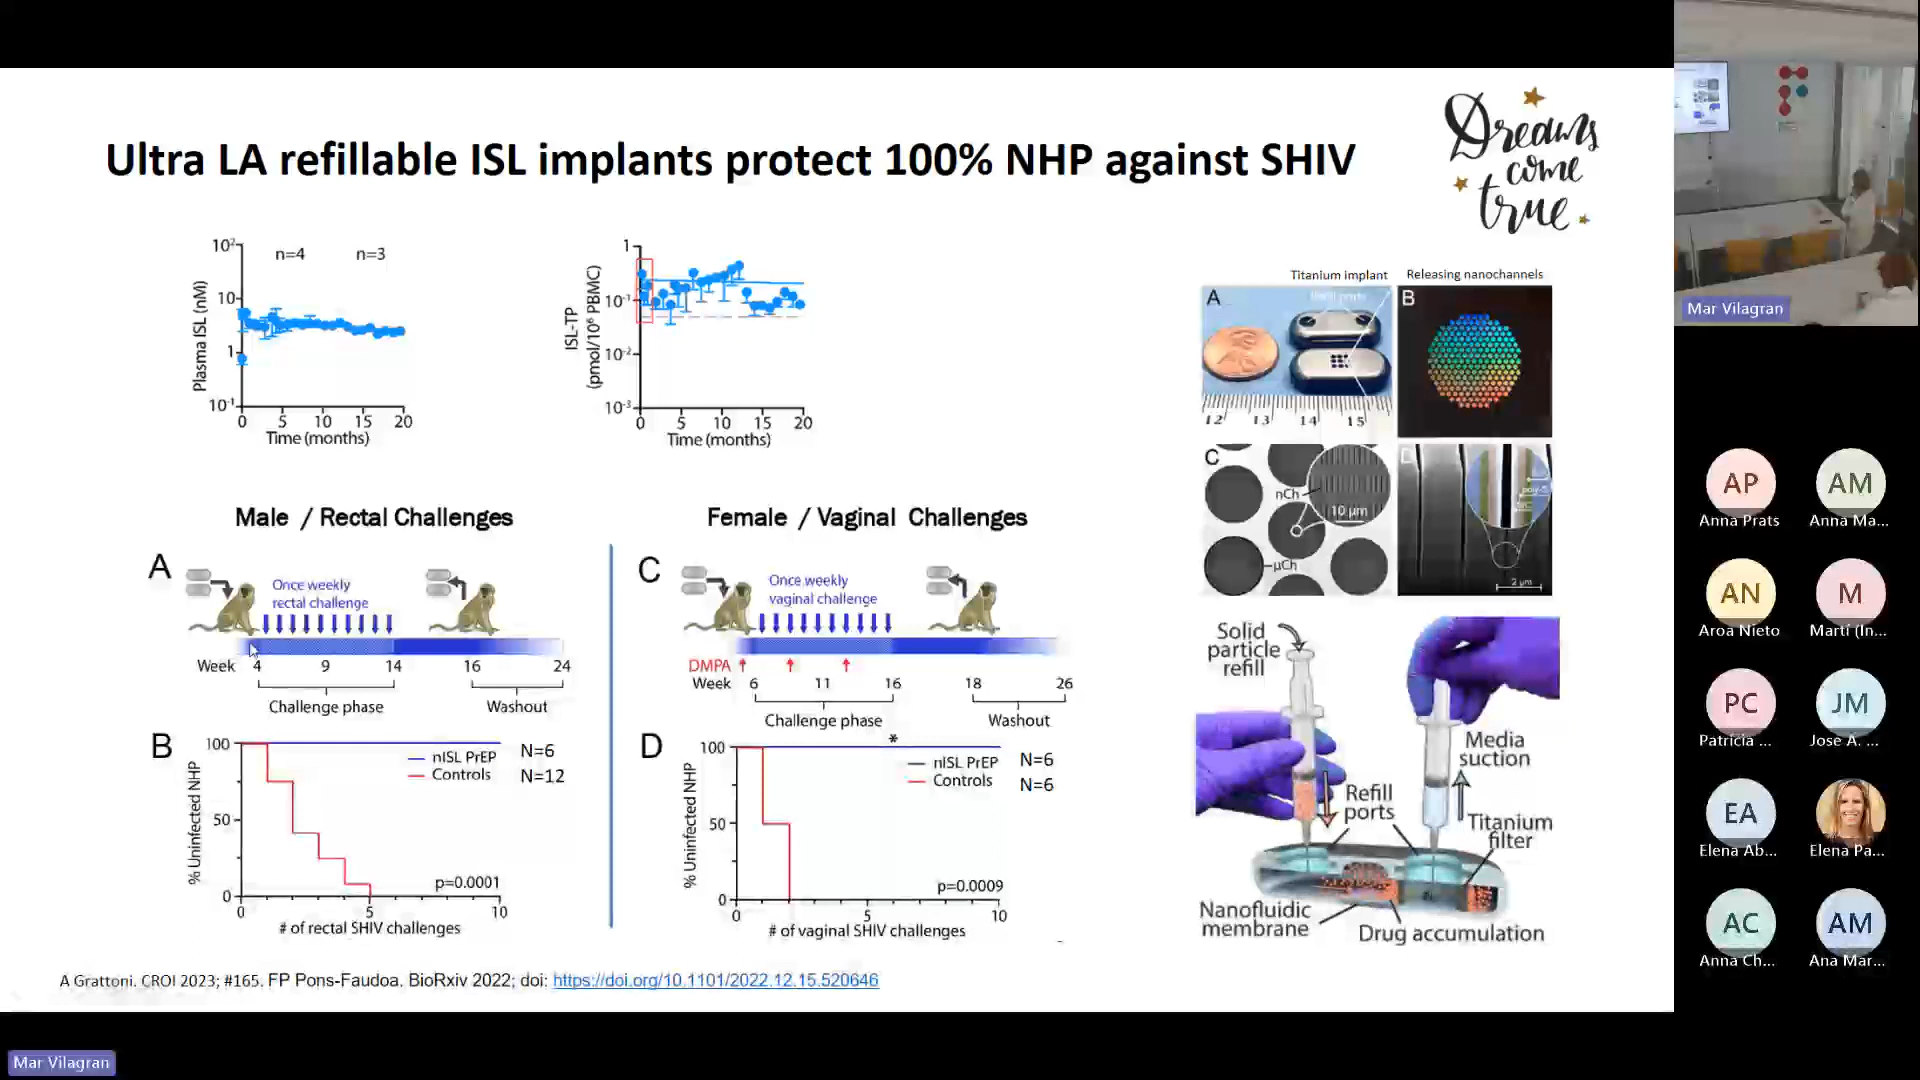 Ultra LA refillable ISL implants protect 100% NHP against SHIV
Dreams
come
true
Plasma ISL (nM)
10²
10
1
10⁻¹
n=4
n=3
0 5 10 15 20
Time (months)
ISL-TP
(pmol/10⁶ PBMC)
1
10⁻¹
10⁻²
10⁻³
0 5 10 15 20
Time (months)
Male / Rectal Challenges
A
Once weekly
rectal challenge
Week 4 9 14 16 24
Challenge phase
Washout
B
% Uninfected NHP
100
50
0
nISL PrEP N=6
Controls N=12
p=0.0001
0 5 10
# of rectal SHIV challenges
Female / Vaginal Challenges
C
Once weekly
vaginal challenge
DMPA
Week 6 11 16 18 26
Challenge phase
Washout
D
% Uninfected NHP
100
50
0
*
nISL PrEP N=6
Controls N=6
p=0.0009
0 5 10
# of vaginal SHIV challenges
Titanium implant
Releasing nanochannels
A
B
12 13 14 15
C
nCh
10 µm
µCh
2 µm
Solid
particle
refill
Media
suction
Refill
ports
Titanium
filter
Nanofluidic
membrane
Drug accumulation
A Grattoni. CROI 2023; #165. FP Pons-Faudoa. BioRxiv 2022; doi: https://doi.org/10.1101/2022.12.15.520646
Mar Vilagran
Mar Vilagran
AP
Anna Prats
AM
Anna Ma...
AN
Aroa Nieto
M
Martí (In...
PC
Patricia ...
JM
Jose A. ...
EA
Elena Ab...
Elena Pa...
AC
Anna Ch...
AM
Ana Mar...